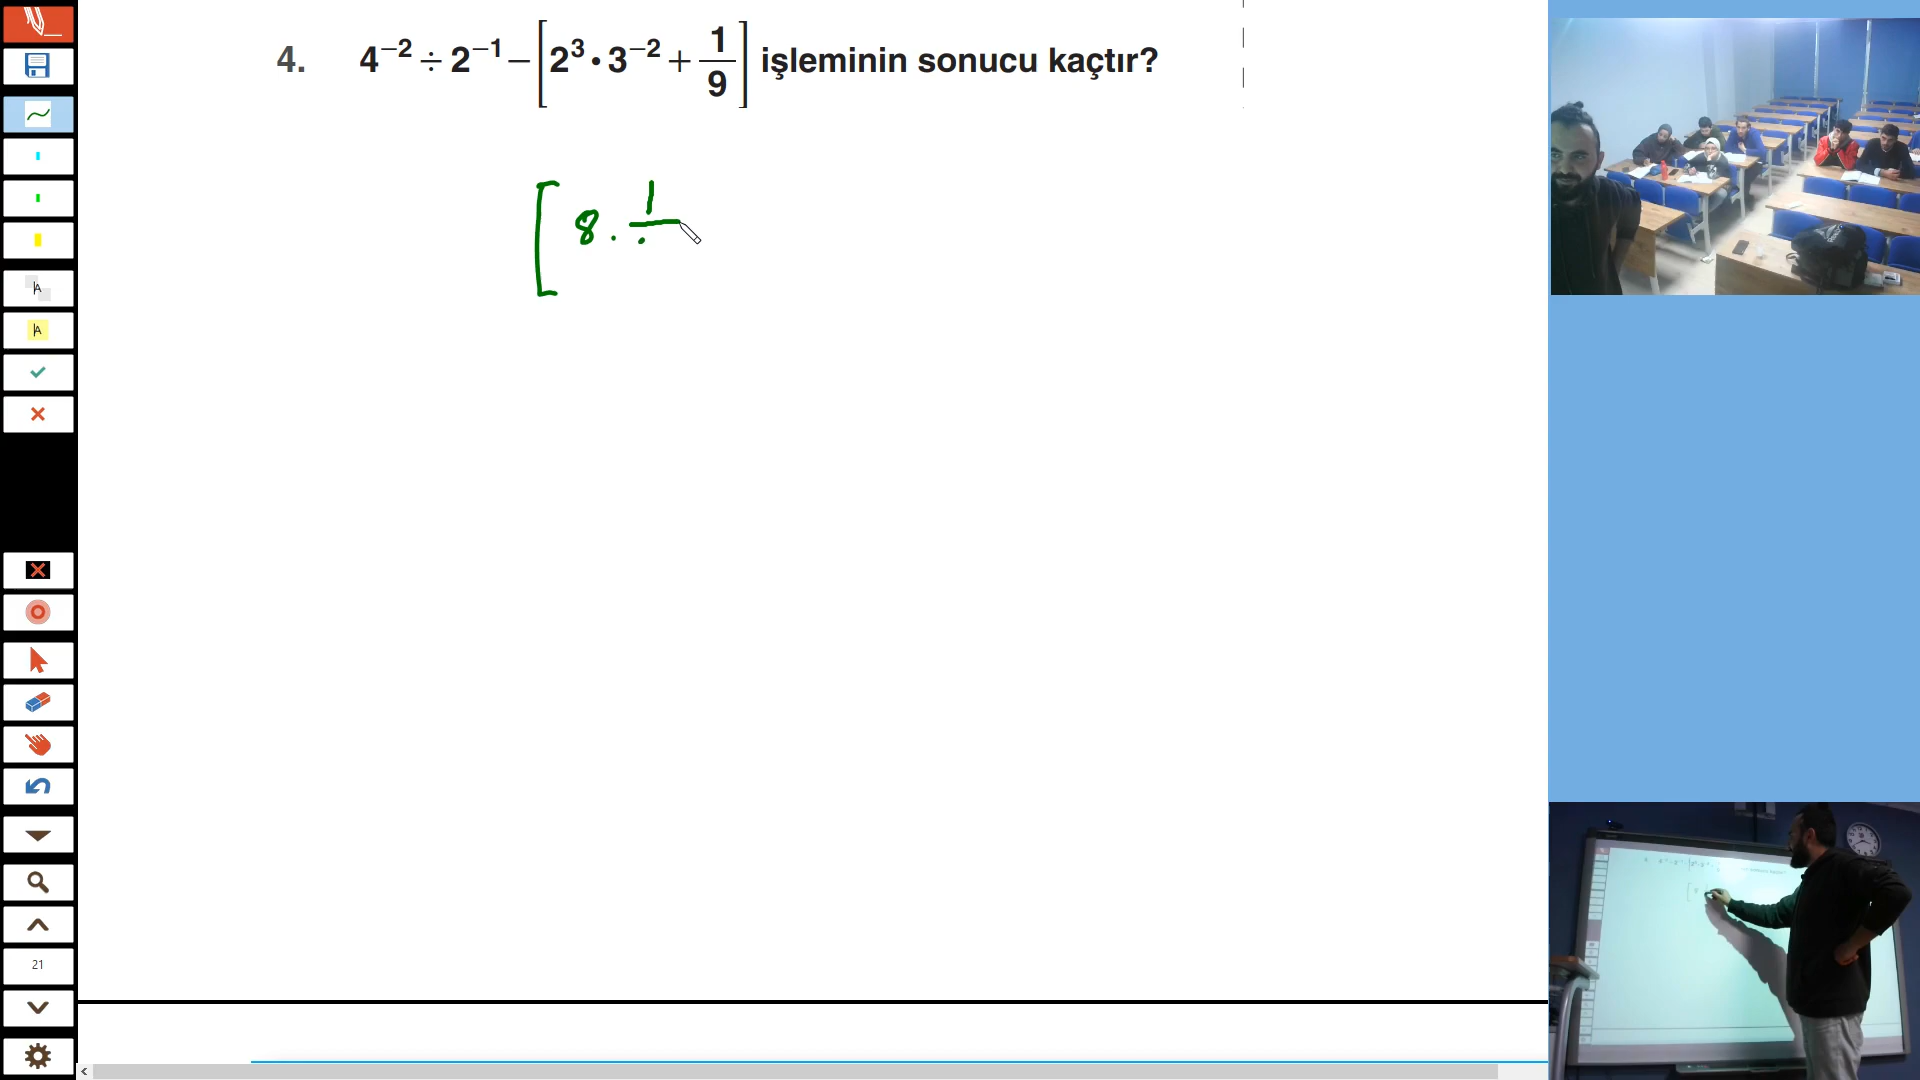 4. 4⁻² ÷ 2⁻¹ − [2³ • 3⁻² + 1/9] işleminin sonucu kaçtır?
[ 8 . 1/
21